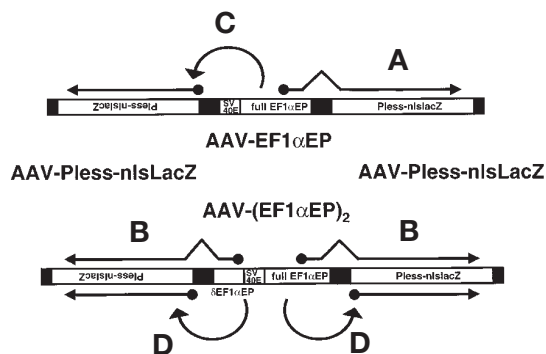 C
A
Pless-nlslacZ
SV
40E
full EF1αEP
Pless-nlslacZ
AAV-EF1αEP
AAV-Pless-nlsLacZ
AAV-Pless-nlsLacZ
AAV-(EF1αEP)2
B
B
Pless-nlslacZ
SV
40E
full EF1αEP
Pless-nlslacZ
δEF1αEP
D
D